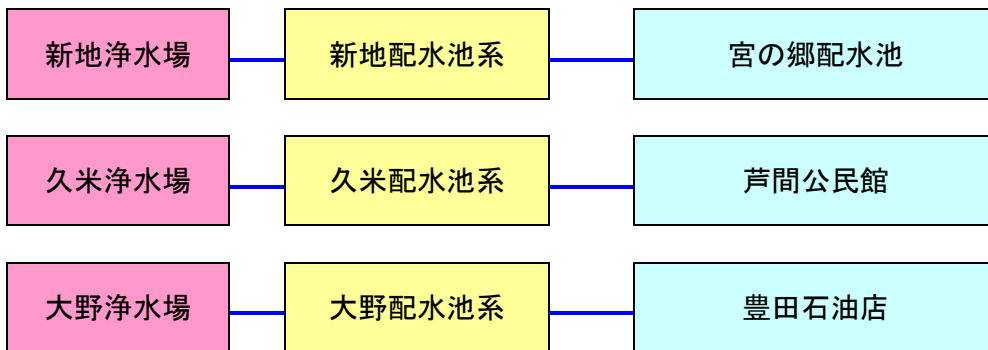 新地浄水場 新地配水池系 宮の郷配水池
久米浄水場 久米配水池系 芦間公民館
大野浄水場 大野配水池系 豊田石油店